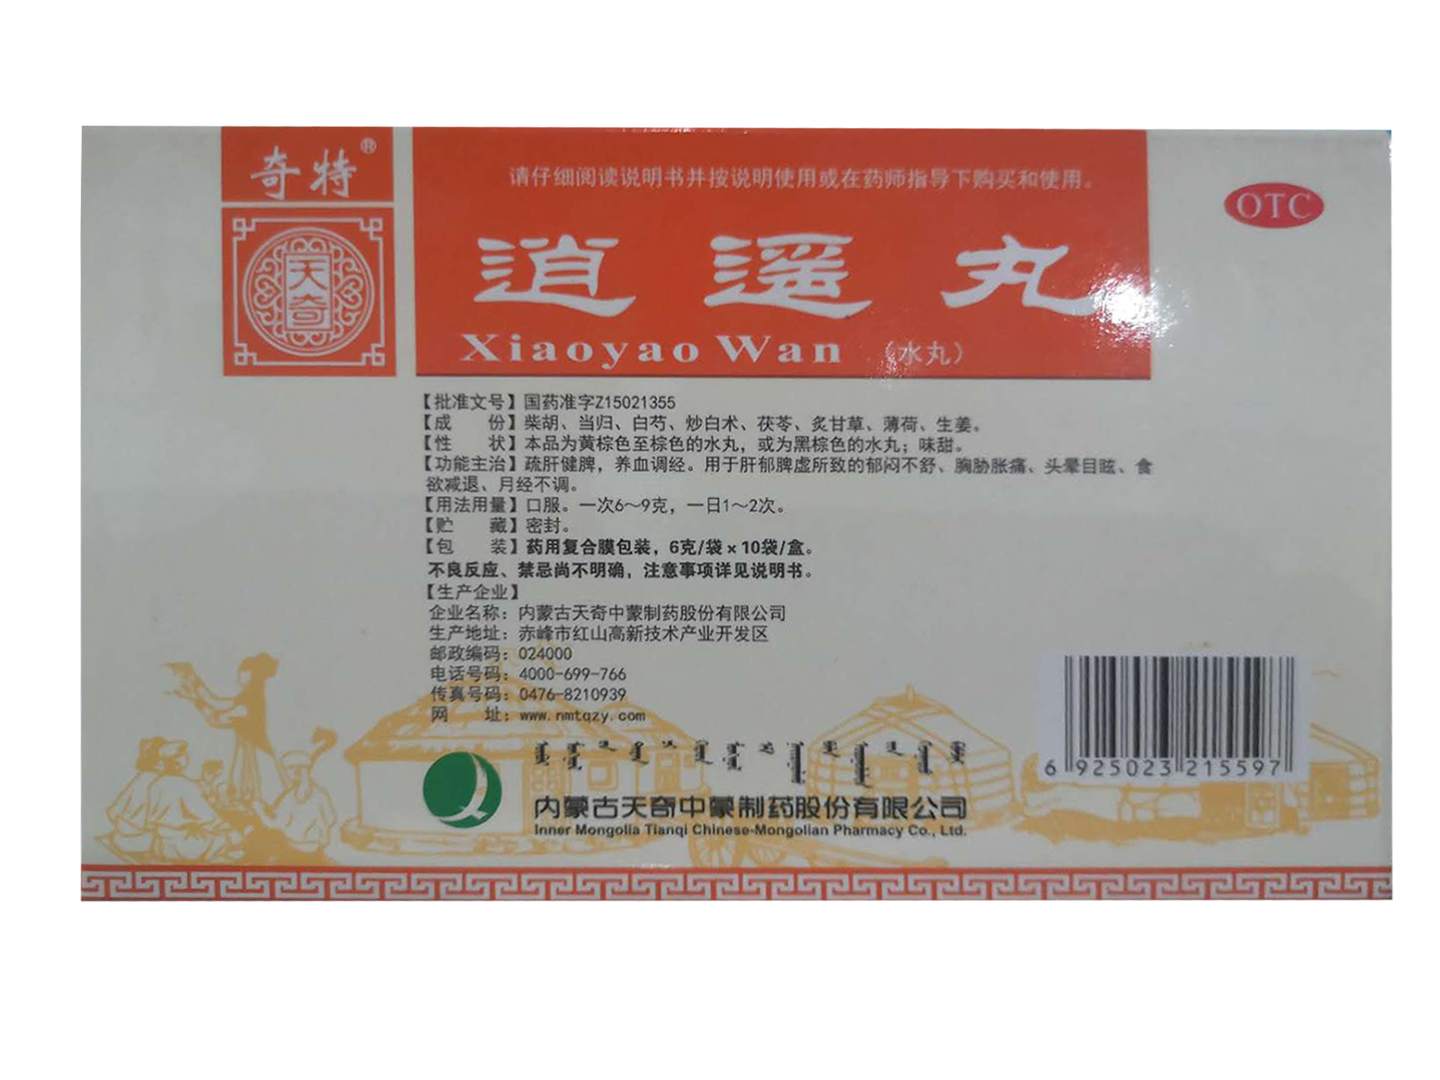 奇特®
天奇
请仔细阅读说明书并按说明使用或在药师指导下购买和使用。
OTC
逍遥丸
Xiaoyao Wan （水丸）
【批准文号】国药准字Z15021355
【成 份】柴胡、当归、白芍、炒白术、茯苓、炙甘草、薄荷、生姜。
【性 状】本品为黄棕色至棕色的水丸，或为黑棕色的水丸；味甜。
【功能主治】疏肝健脾，养血调经。用于肝郁脾虚所致的郁闷不舒、胸胁胀痛、头晕目眩、食
欲减退、月经不调。
【用法用量】口服。一次6～9克，一日1～2次。
【贮 藏】密封。
【包 装】药用复合膜包装，6克/袋×10袋/盒。
不良反应、禁忌尚不明确，注意事项详见说明书。
【生产企业】
企业名称：内蒙古天奇中蒙制药股份有限公司
生产地址：赤峰市红山高新技术产业开发区
邮政编码：024000
电话号码：4000-699-766
传真号码：0476-8210939
网 址：www.nmtqzy.com
内蒙古天奇中蒙制药股份有限公司
Inner Mongolia Tianqi Chinese-Mongolian Pharmacy Co., Ltd.
6 925023 215597